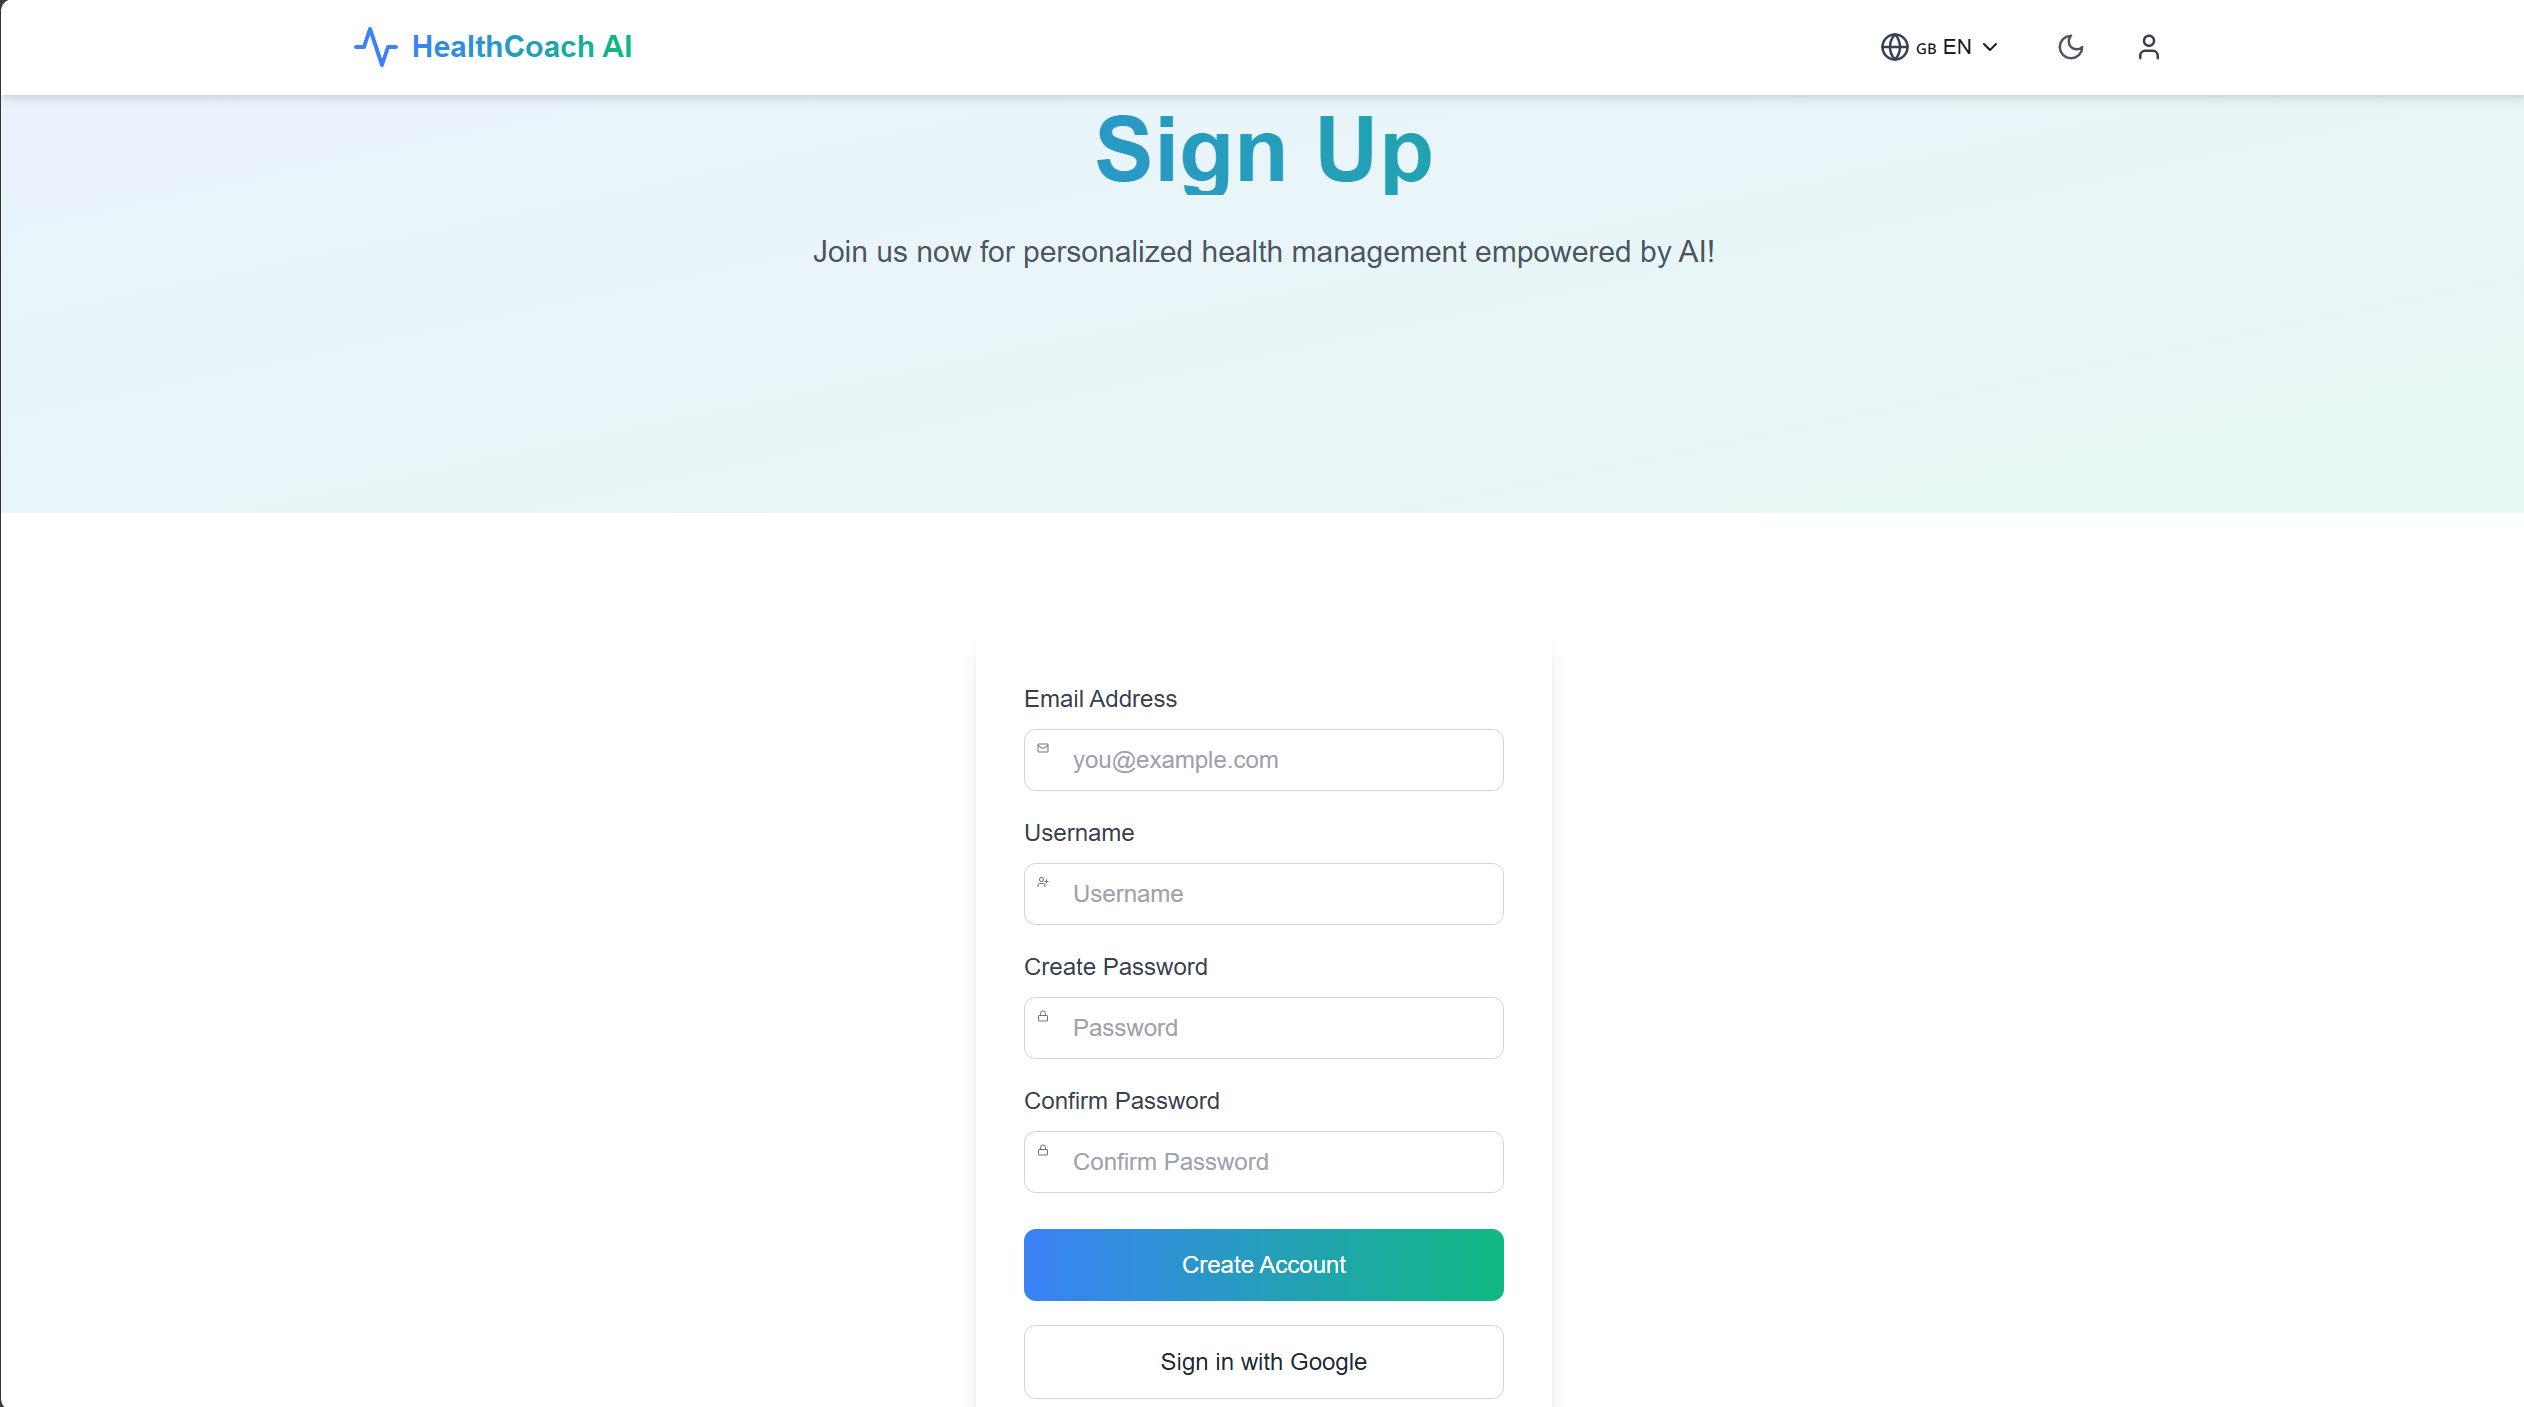 HealthCoach AI
GB EN
Sign Up
Join us now for personalized health management empowered by AI!
Email Address
you@example.com
Username
Username
Create Password
Password
Confirm Password
Confirm Password
Create Account
Sign in with Google